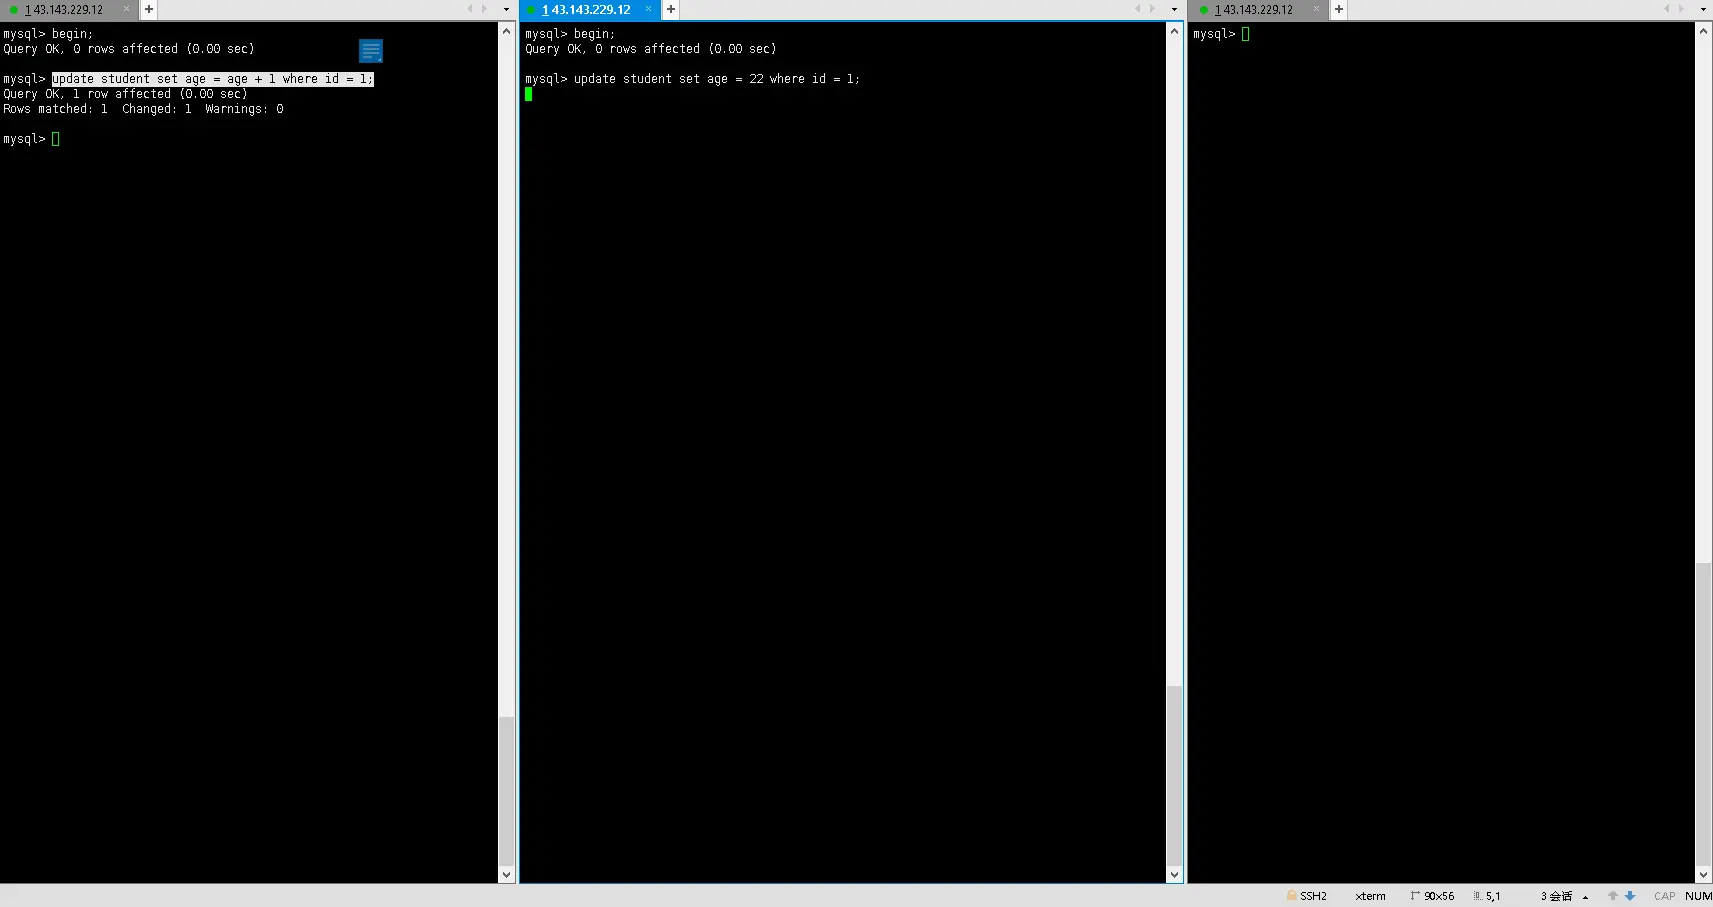 1 43.143.229.12 × +
mysql> begin;
Query OK, 0 rows affected (0.00 sec)
mysql> update student set age = age + 1 where id = 1;
Query OK, 1 row affected (0.00 sec)
Rows matched: 1  Changed: 1  Warnings: 0
mysql>
1 43.143.229.12 × +
mysql> begin;
Query OK, 0 rows affected (0.00 sec)
mysql> update student set age = 22 where id = 1;
1 43.143.229.12 × +
mysql>
SSH2 xterm 90x56 5,1 3 会话 CAP NUM